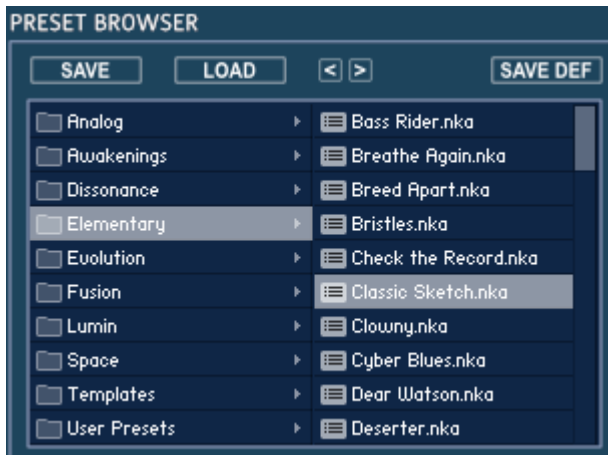 PRESET BROWSER
SAVE LOAD < > SAVE DEF
Analog Bass Rider.nka
Awakenings Breathe Again.nka
Dissonance Breed Apart.nka
Elementary Bristles.nka
Evolution Check the Record.nka
Fusion Classic Sketch.nka
Lumin Clowny.nka
Space Cyber Blues.nka
Templates Dear Watson.nka
User Presets Deserter.nka